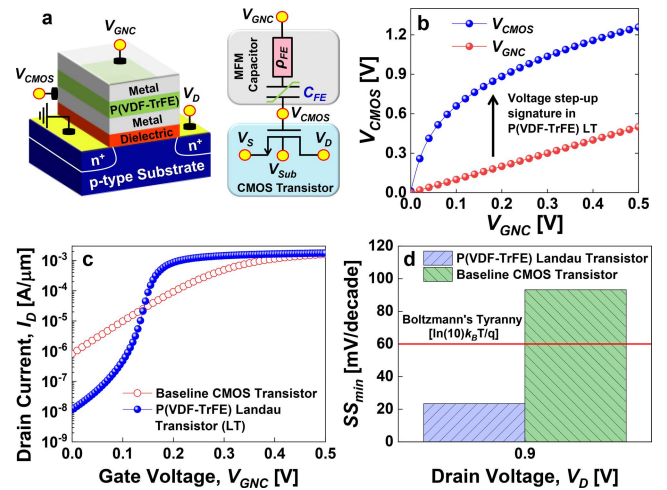 a
V_GNC
V_CMOS
Metal
P(VDF-TrFE)
Metal
Dielectric
V_D
n⁺
n⁺
p-type Substrate
V_GNC
MFM
Capacitor
ρ_FE
C_FE
V_CMOS
V_S
V_D
V_Sub
CMOS Transistor
b
V_CMOS
V_GNC
Voltage step-up
signature in
P(VDF-TrFE) LT
V_CMOS [V]
1.2
0.8
0.4
0.0
0.0 0.1 0.2 0.3 0.4 0.5
V_GNC [V]
c
Drain Current, I_D [A/μm]
10⁻²
10⁻³
10⁻⁴
10⁻⁵
10⁻⁶
10⁻⁷
10⁻⁸
10⁻⁹
Baseline CMOS Transistor
P(VDF-TrFE) Landau
Transistor (LT)
0.0 0.1 0.2 0.3 0.4 0.5
Gate Voltage, V_GNC [V]
d
P(VDF-TrFE) Landau Transistor
Baseline CMOS Transistor
Boltzmann's Tyranny
[ln(10)k_BT/q]
SS_min [mV/decade]
120
100
80
60
40
20
0
0.9
Drain Voltage, V_D [V]